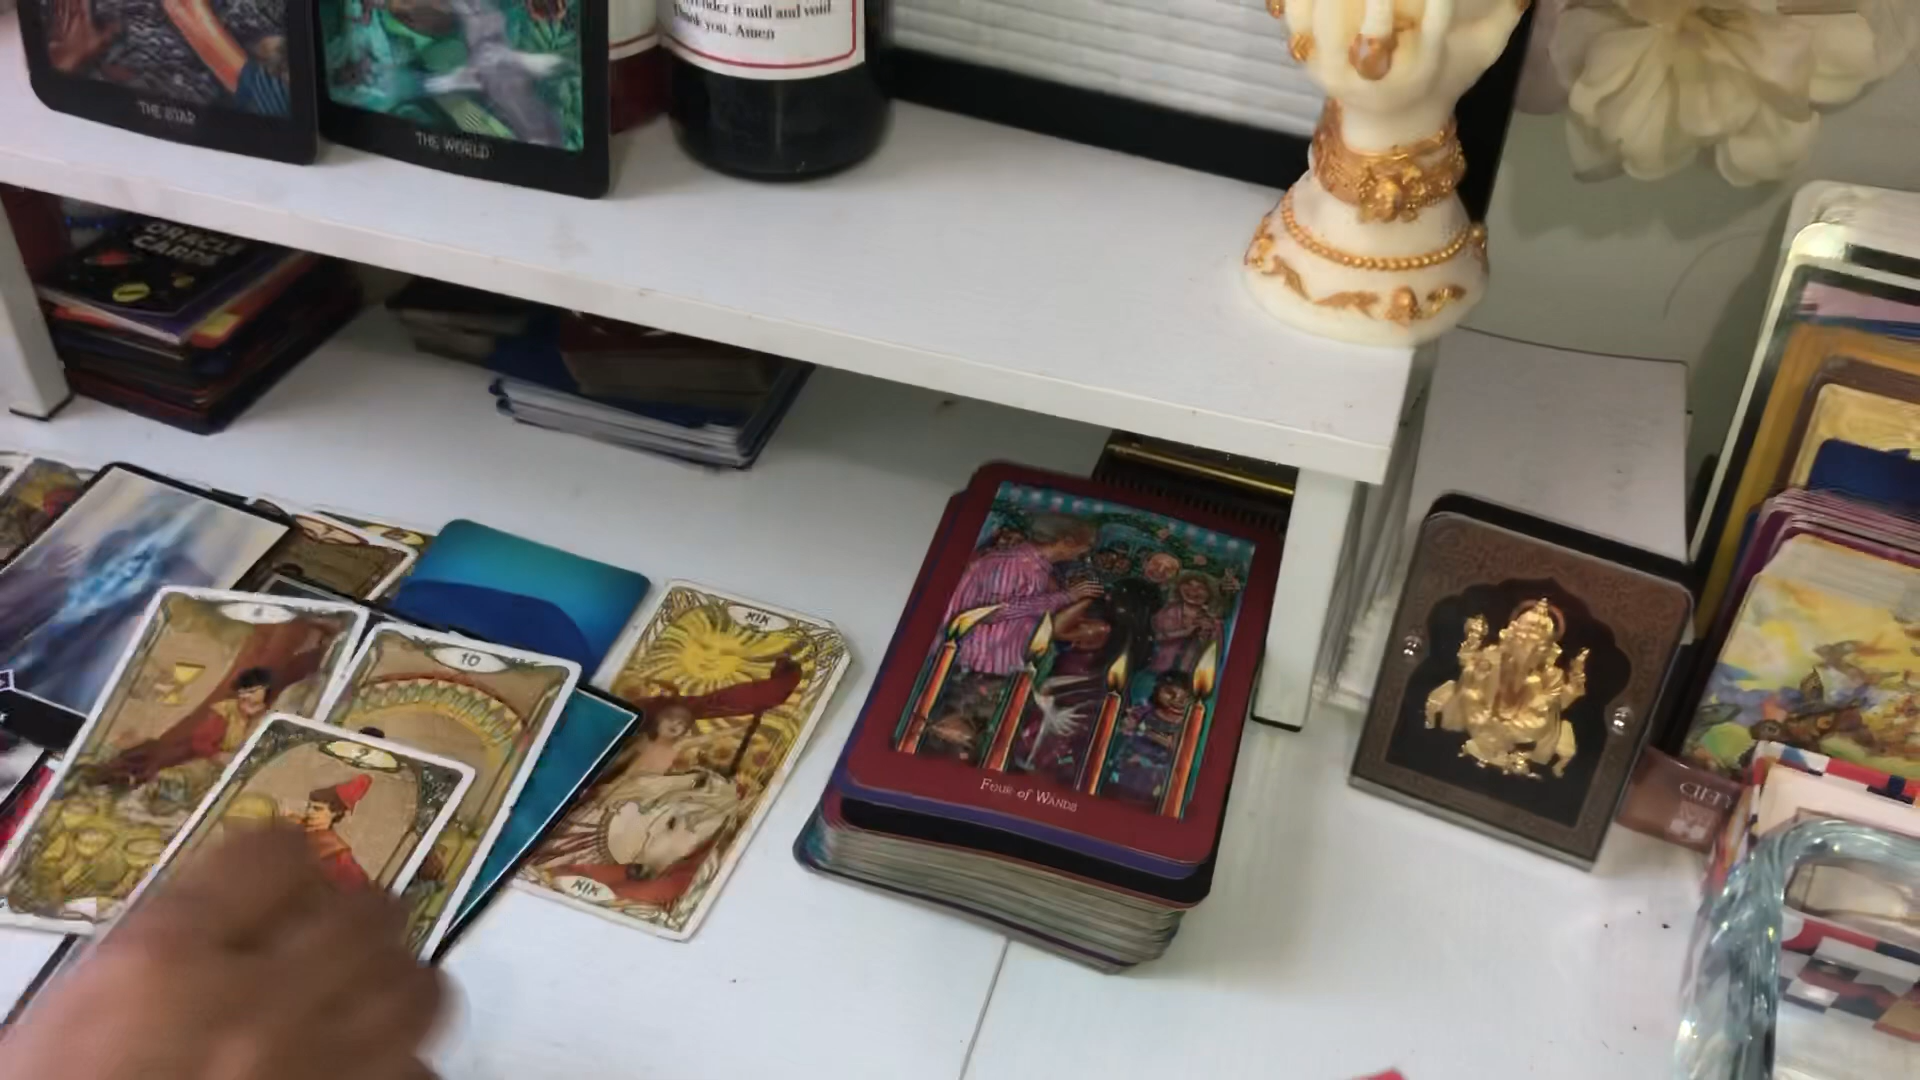 render it null and void
Thank you, Amen
THE STAR
THE WORLD
ORACLE
CARDS
10
XIX
XIX
FOUR OF WANDS